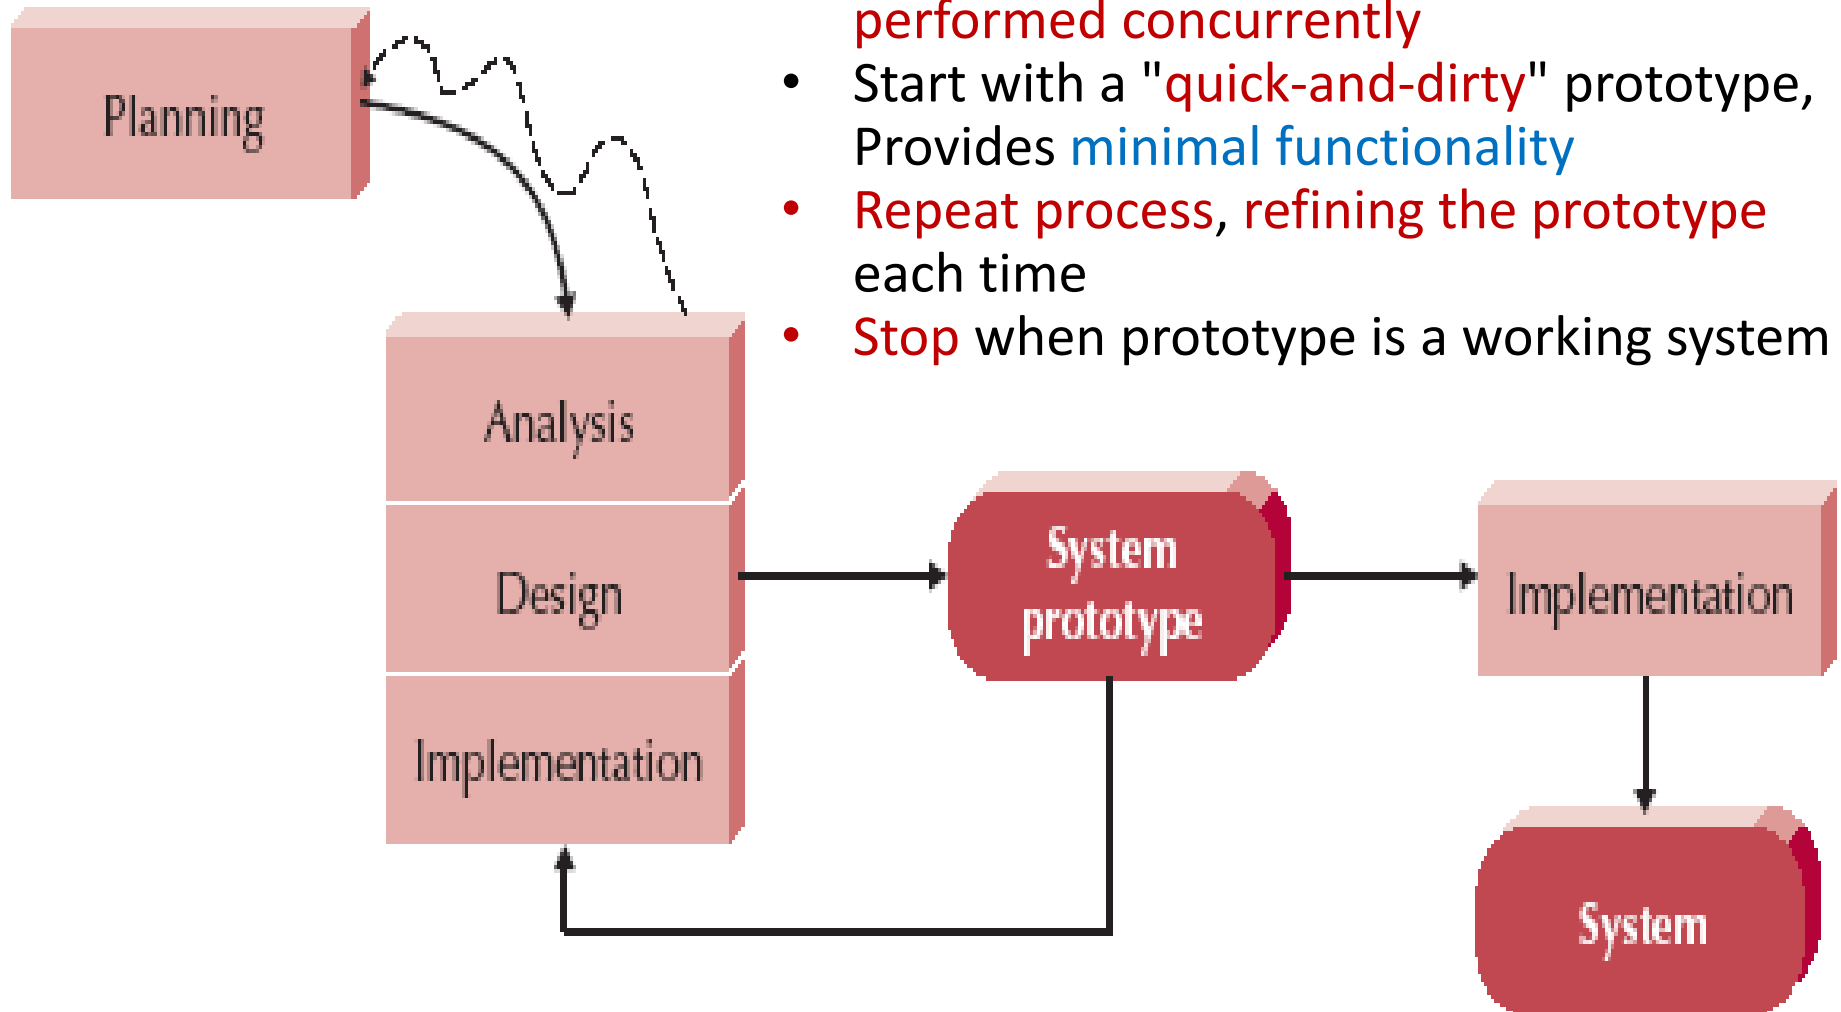 performed concurrently
• Start with a "quick-and-dirty" prototype,
Provides minimal functionality
• Repeat process, refining the prototype
each time
• Stop when prototype is a working system
Planning
Analysis
Design
Implementation
System
prototype
Implementation
System